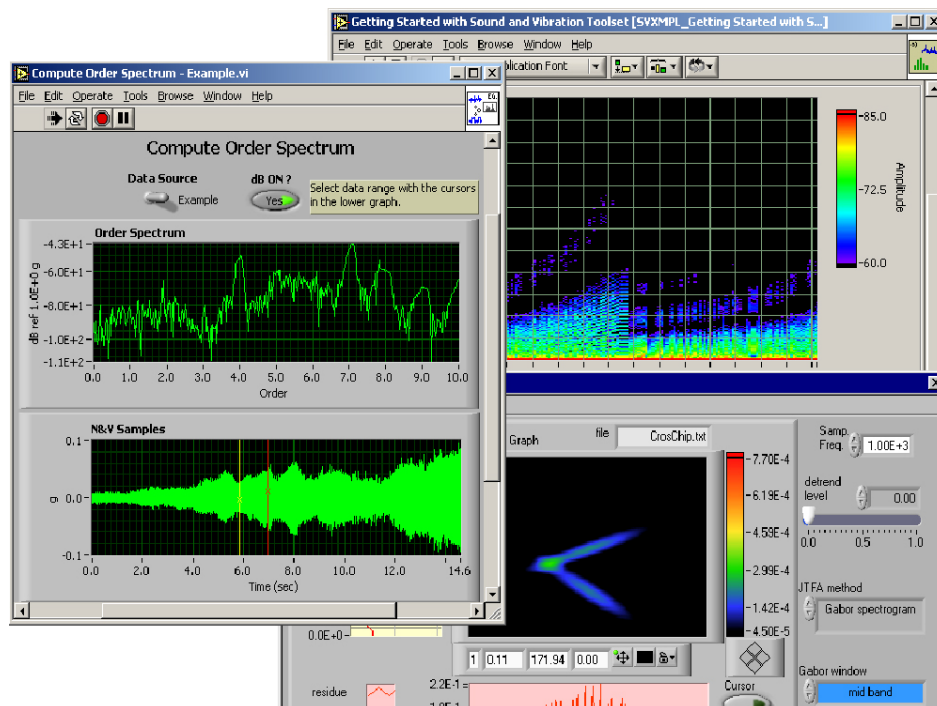 Getting Started with Sound and Vibration Toolset [SVXMPL_Getting Started with S...]
File Edit Operate Tools Browse Window Help
plication Font
85.0
72.5
60.0
Amplitude
Compute Order Spectrum - Example.vi
File Edit Operate Tools Browse Window Help
Compute Order Spectrum
Data Source
Example
dB ON ?
Yes
Select data range with the cursors
in the lower graph.
Order Spectrum
dB ref 1.0E+0 g
-4.3E+1
-6.0E+1
-8.0E+1
-1.0E+2
-1.1E+2
0.0 1.0 2.0 3.0 4.0 5.0 6.0 7.0 8.0 9.0 10.0
Order
N&V Samples
g
0.1
0.0
-0.1
0.0 2.0 4.0 6.0 8.0 10.0 12.0 14.6
Time (sec)
Graph
file
CrosChip.txt
7.70E-4
6.19E-4
4.59E-4
2.99E-4
1.42E-4
4.50E-5
Samp.
Freq.
1.00E+3
detrend
level
0.00
0.0 0.5 1.0
JTFA method
Gabor spectrogram
Gabor window
mid band
0.0E+0
1 0.11 171.94 0.00
Cursor
residue
2.2E-1